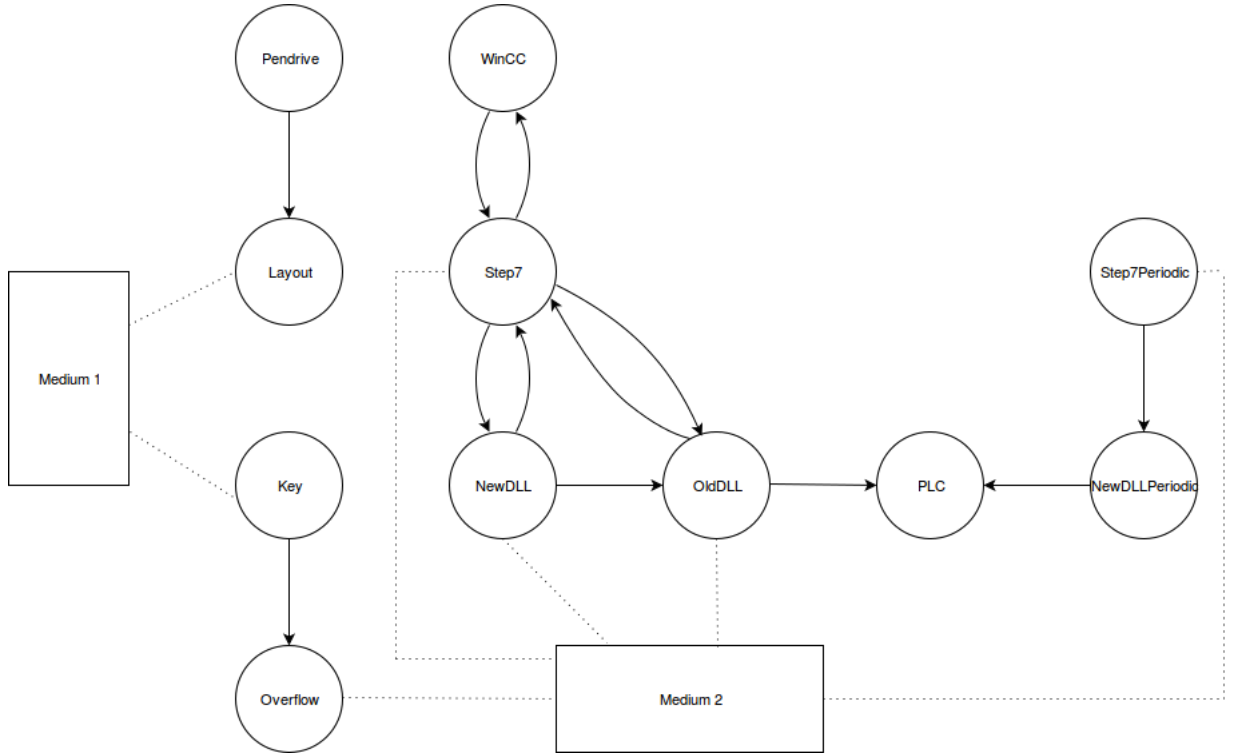 Pendrive
WinCC
Layout
Step7
Step7Periodic
Medium 1
Key
NewDLL
OldDLL
PLC
NewDLLPeriodic
Overflow
Medium 2